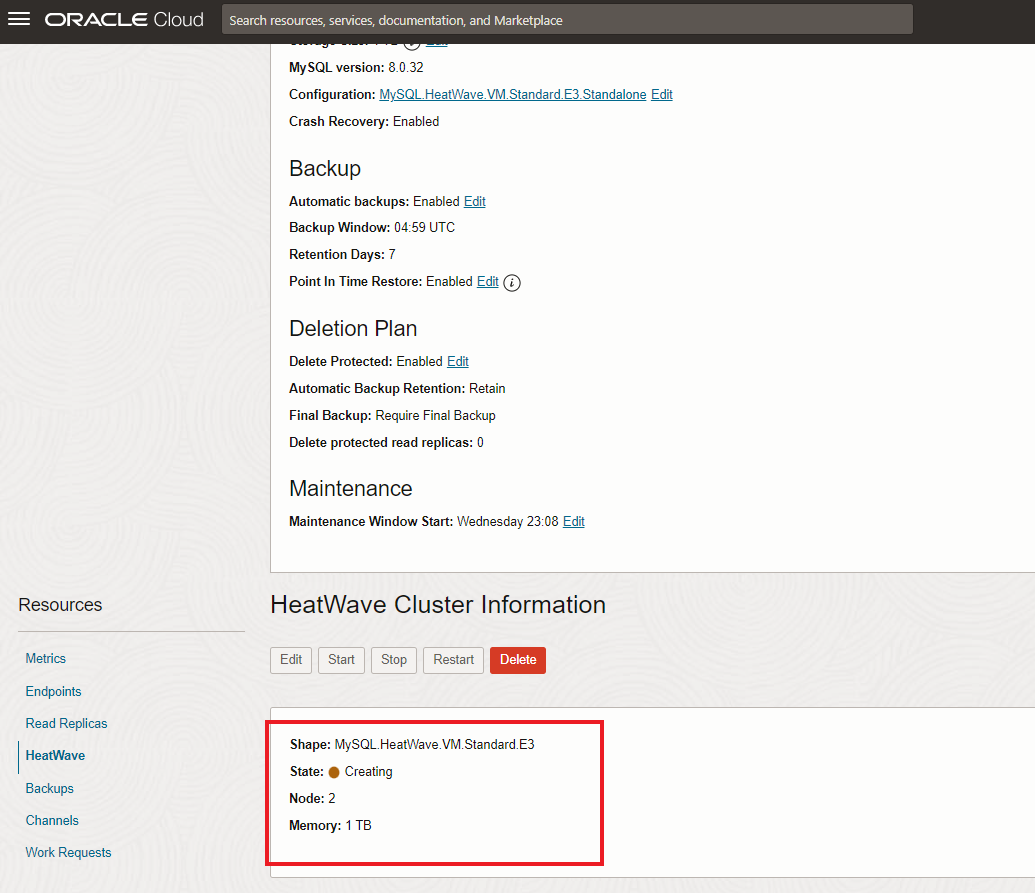 ORACLE Cloud
Search resources, services, documentation, and Marketplace
Edit
MySQL version: 8.0.32
Configuration: MySQL.HeatWave.VM.Standard.E3.Standalone Edit
Crash Recovery: Enabled
Backup
Automatic backups: Enabled Edit
Backup Window: 04:59 UTC
Retention Days: 7
Point In Time Restore: Enabled Edit i
Deletion Plan
Delete Protected: Enabled Edit
Automatic Backup Retention: Retain
Final Backup: Require Final Backup
Delete protected read replicas: 0
Maintenance
Maintenance Window Start: Wednesday 23:08 Edit
Resources
Metrics
Endpoints
Read Replicas
HeatWave
Backups
Channels
Work Requests
HeatWave Cluster Information
Edit Start Stop Restart Delete
Shape: MySQL.HeatWave.VM.Standard.E3
State: Creating
Node: 2
Memory: 1 TB